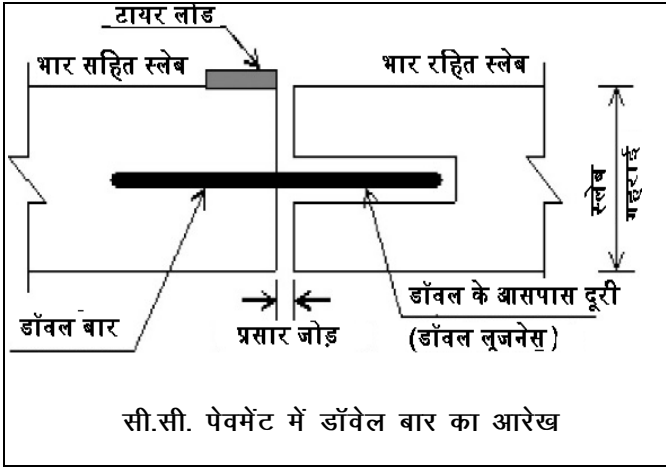 टायर लोड
भार सहित स्लेब
भार रहित स्लेब
स्लेब
गहराई
डॉवल बार
प्रसार जोड़
डॉवल के आसपास दूरी
(डॉवल लूजनेस)
सी.सी. पेवमेंट में डॉवेल बार का आरेख